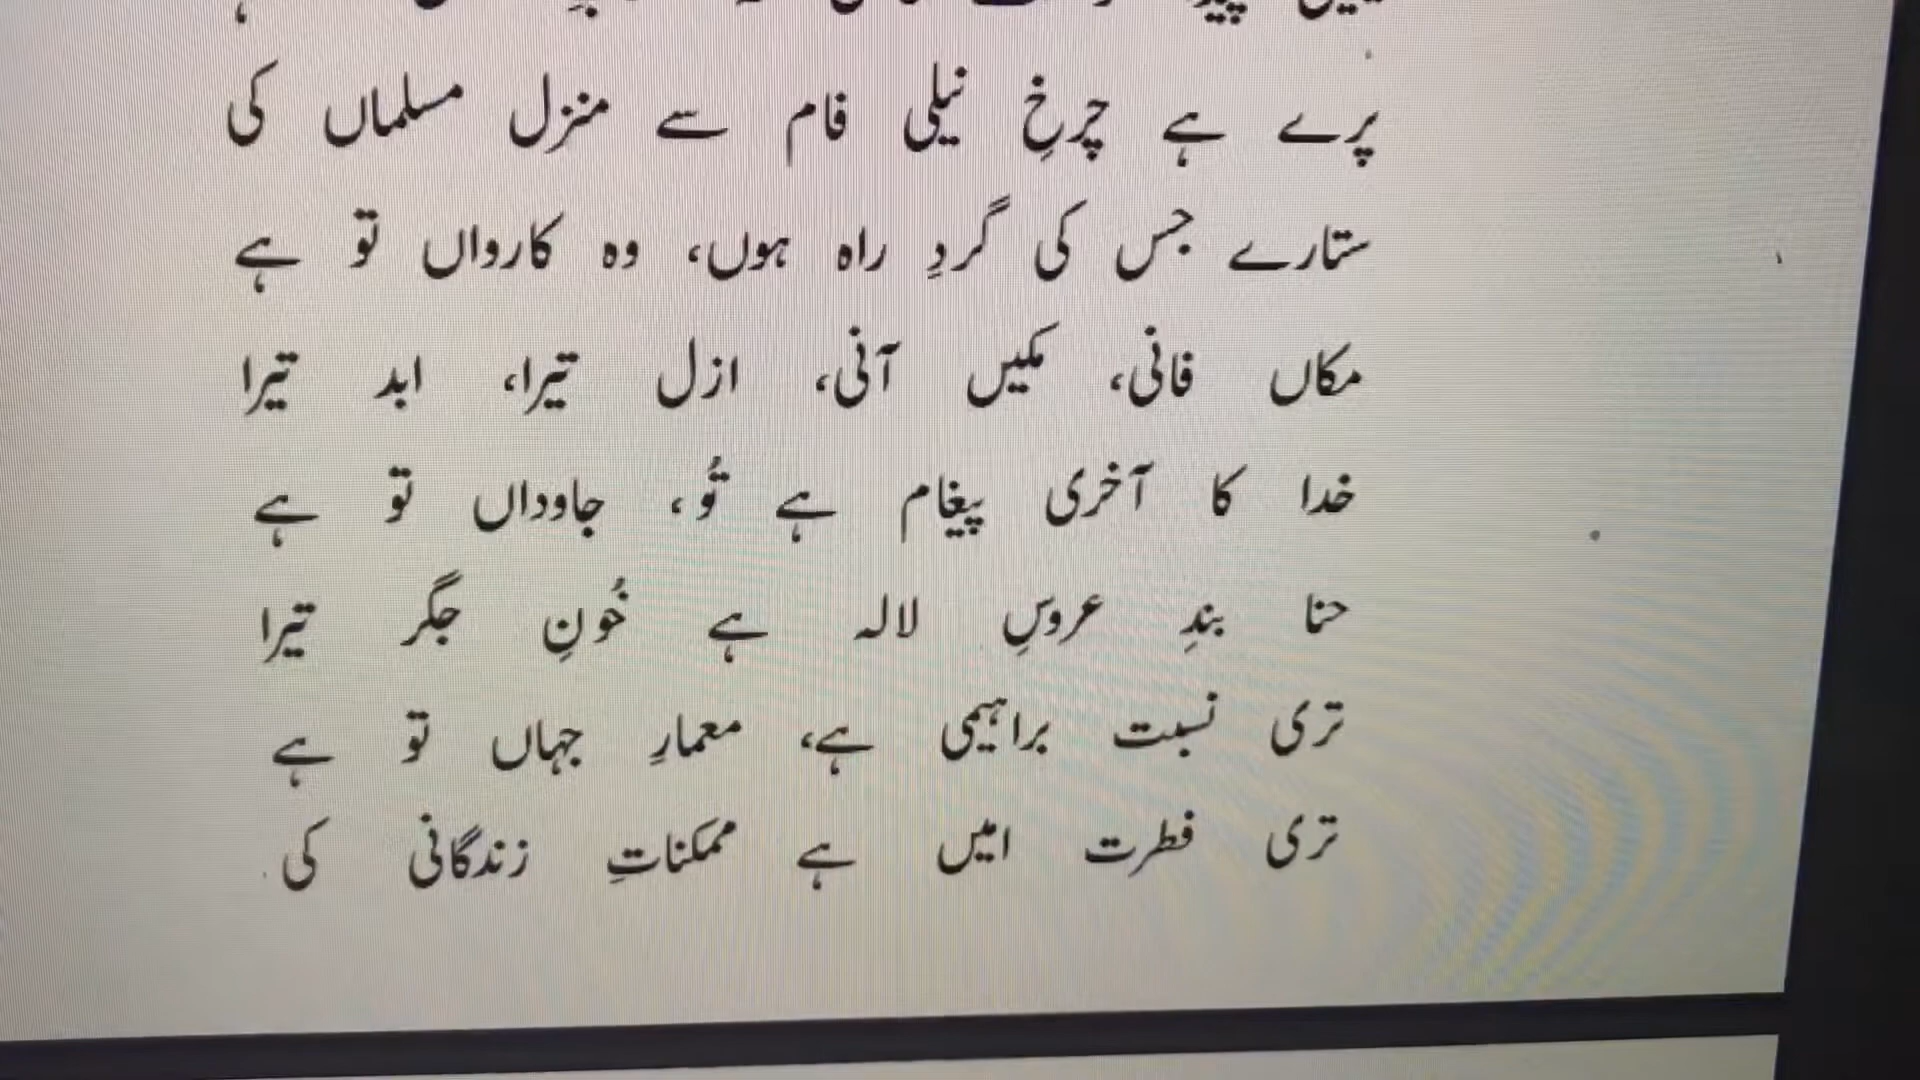 پرے ہے چرخِ نیلی فام سے منزل مسلماں کی
ستارے جس کی گردِ راہ ہوں، وہ کارواں تو ہے
مکاں فانی، مکیں آنی، ازل تیرا، ابد تیرا
خدا کا آخری پیغام ہے تُو، جاوداں تو ہے
حنا بندِ عروسِ لالہ ہے خُونِ جگر تیرا
تری نسبت براہیمی ہے، معمارِ جہاں تو ہے
تری فطرت امیں ہے ممکناتِ زندگانی کی